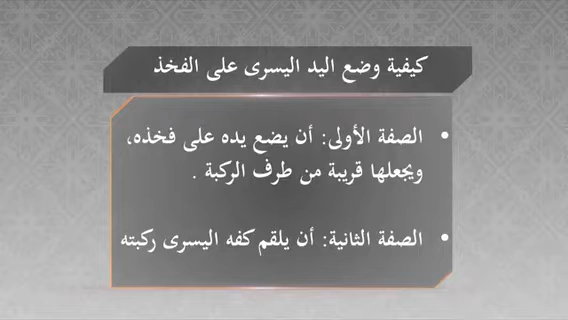 كيفية وضع اليد اليسرى على الفخذ
• الصفة الأولى: أن يضع يده على فخذه،
ويجعلها قريبة من طرف الركبة .
• الصفة الثانية: أن يلقم كفه اليسرى ركبته